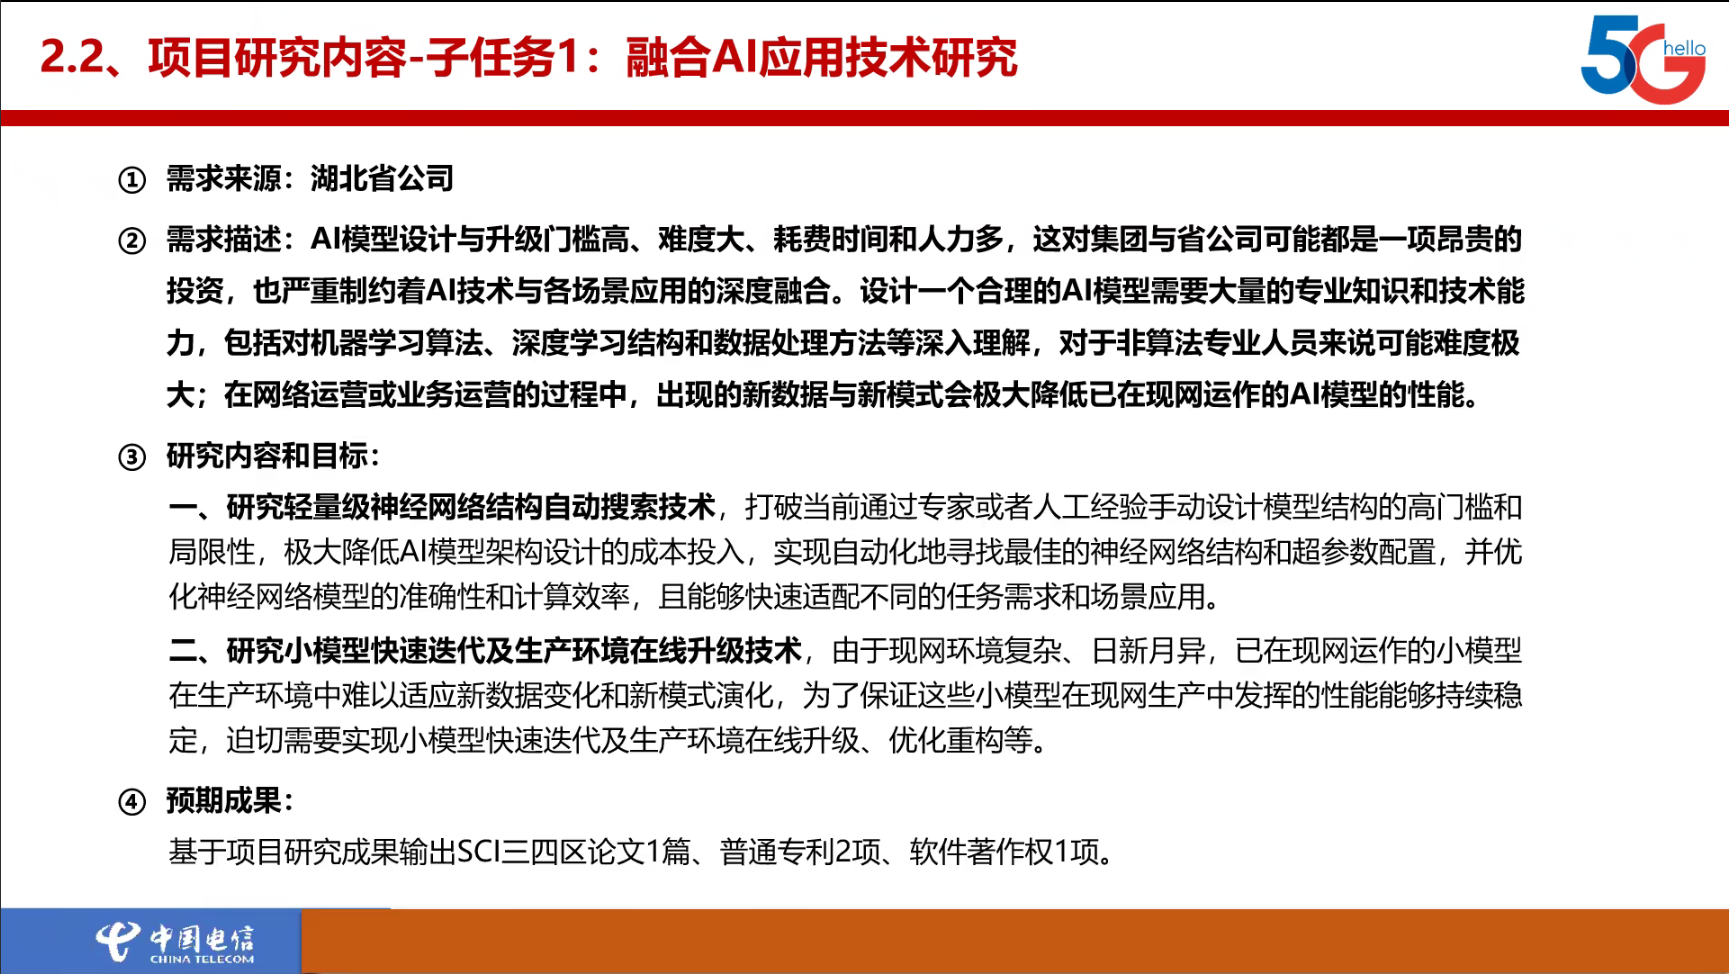 2.2、项目研究内容-子任务1：融合AI应用技术研究
5G hello
① 需求来源：湖北省公司
② 需求描述：AI模型设计与升级门槛高、难度大、耗费时间和人力多，这对集团与省公司可能都是一项昂贵的
投资，也严重制约着AI技术与各场景应用的深度融合。设计一个合理的AI模型需要大量的专业知识和技术能
力，包括对机器学习算法、深度学习结构和数据处理方法等深入理解，对于非算法专业人员来说可能难度极
大；在网络运营或业务运营的过程中，出现的新数据与新模式会极大降低已在现网运作的AI模型的性能。
③ 研究内容和目标：
一、研究轻量级神经网络结构自动搜索技术，打破当前通过专家或者人工经验手动设计模型结构的高门槛和
局限性，极大降低AI模型架构设计的成本投入，实现自动化地寻找最佳的神经网络结构和超参数配置，并优
化神经网络模型的准确性和计算效率，且能够快速适配不同的任务需求和场景应用。
二、研究小模型快速迭代及生产环境在线升级技术，由于现网环境复杂、日新月异，已在现网运作的小模型
在生产环境中难以适应新数据变化和新模式演化，为了保证这些小模型在现网生产中发挥的性能能够持续稳
定，迫切需要实现小模型快速迭代及生产环境在线升级、优化重构等。
④ 预期成果：
基于项目研究成果输出SCI三四区论文1篇、普通专利2项、软件著作权1项。
中国电信
CHINA TELECOM